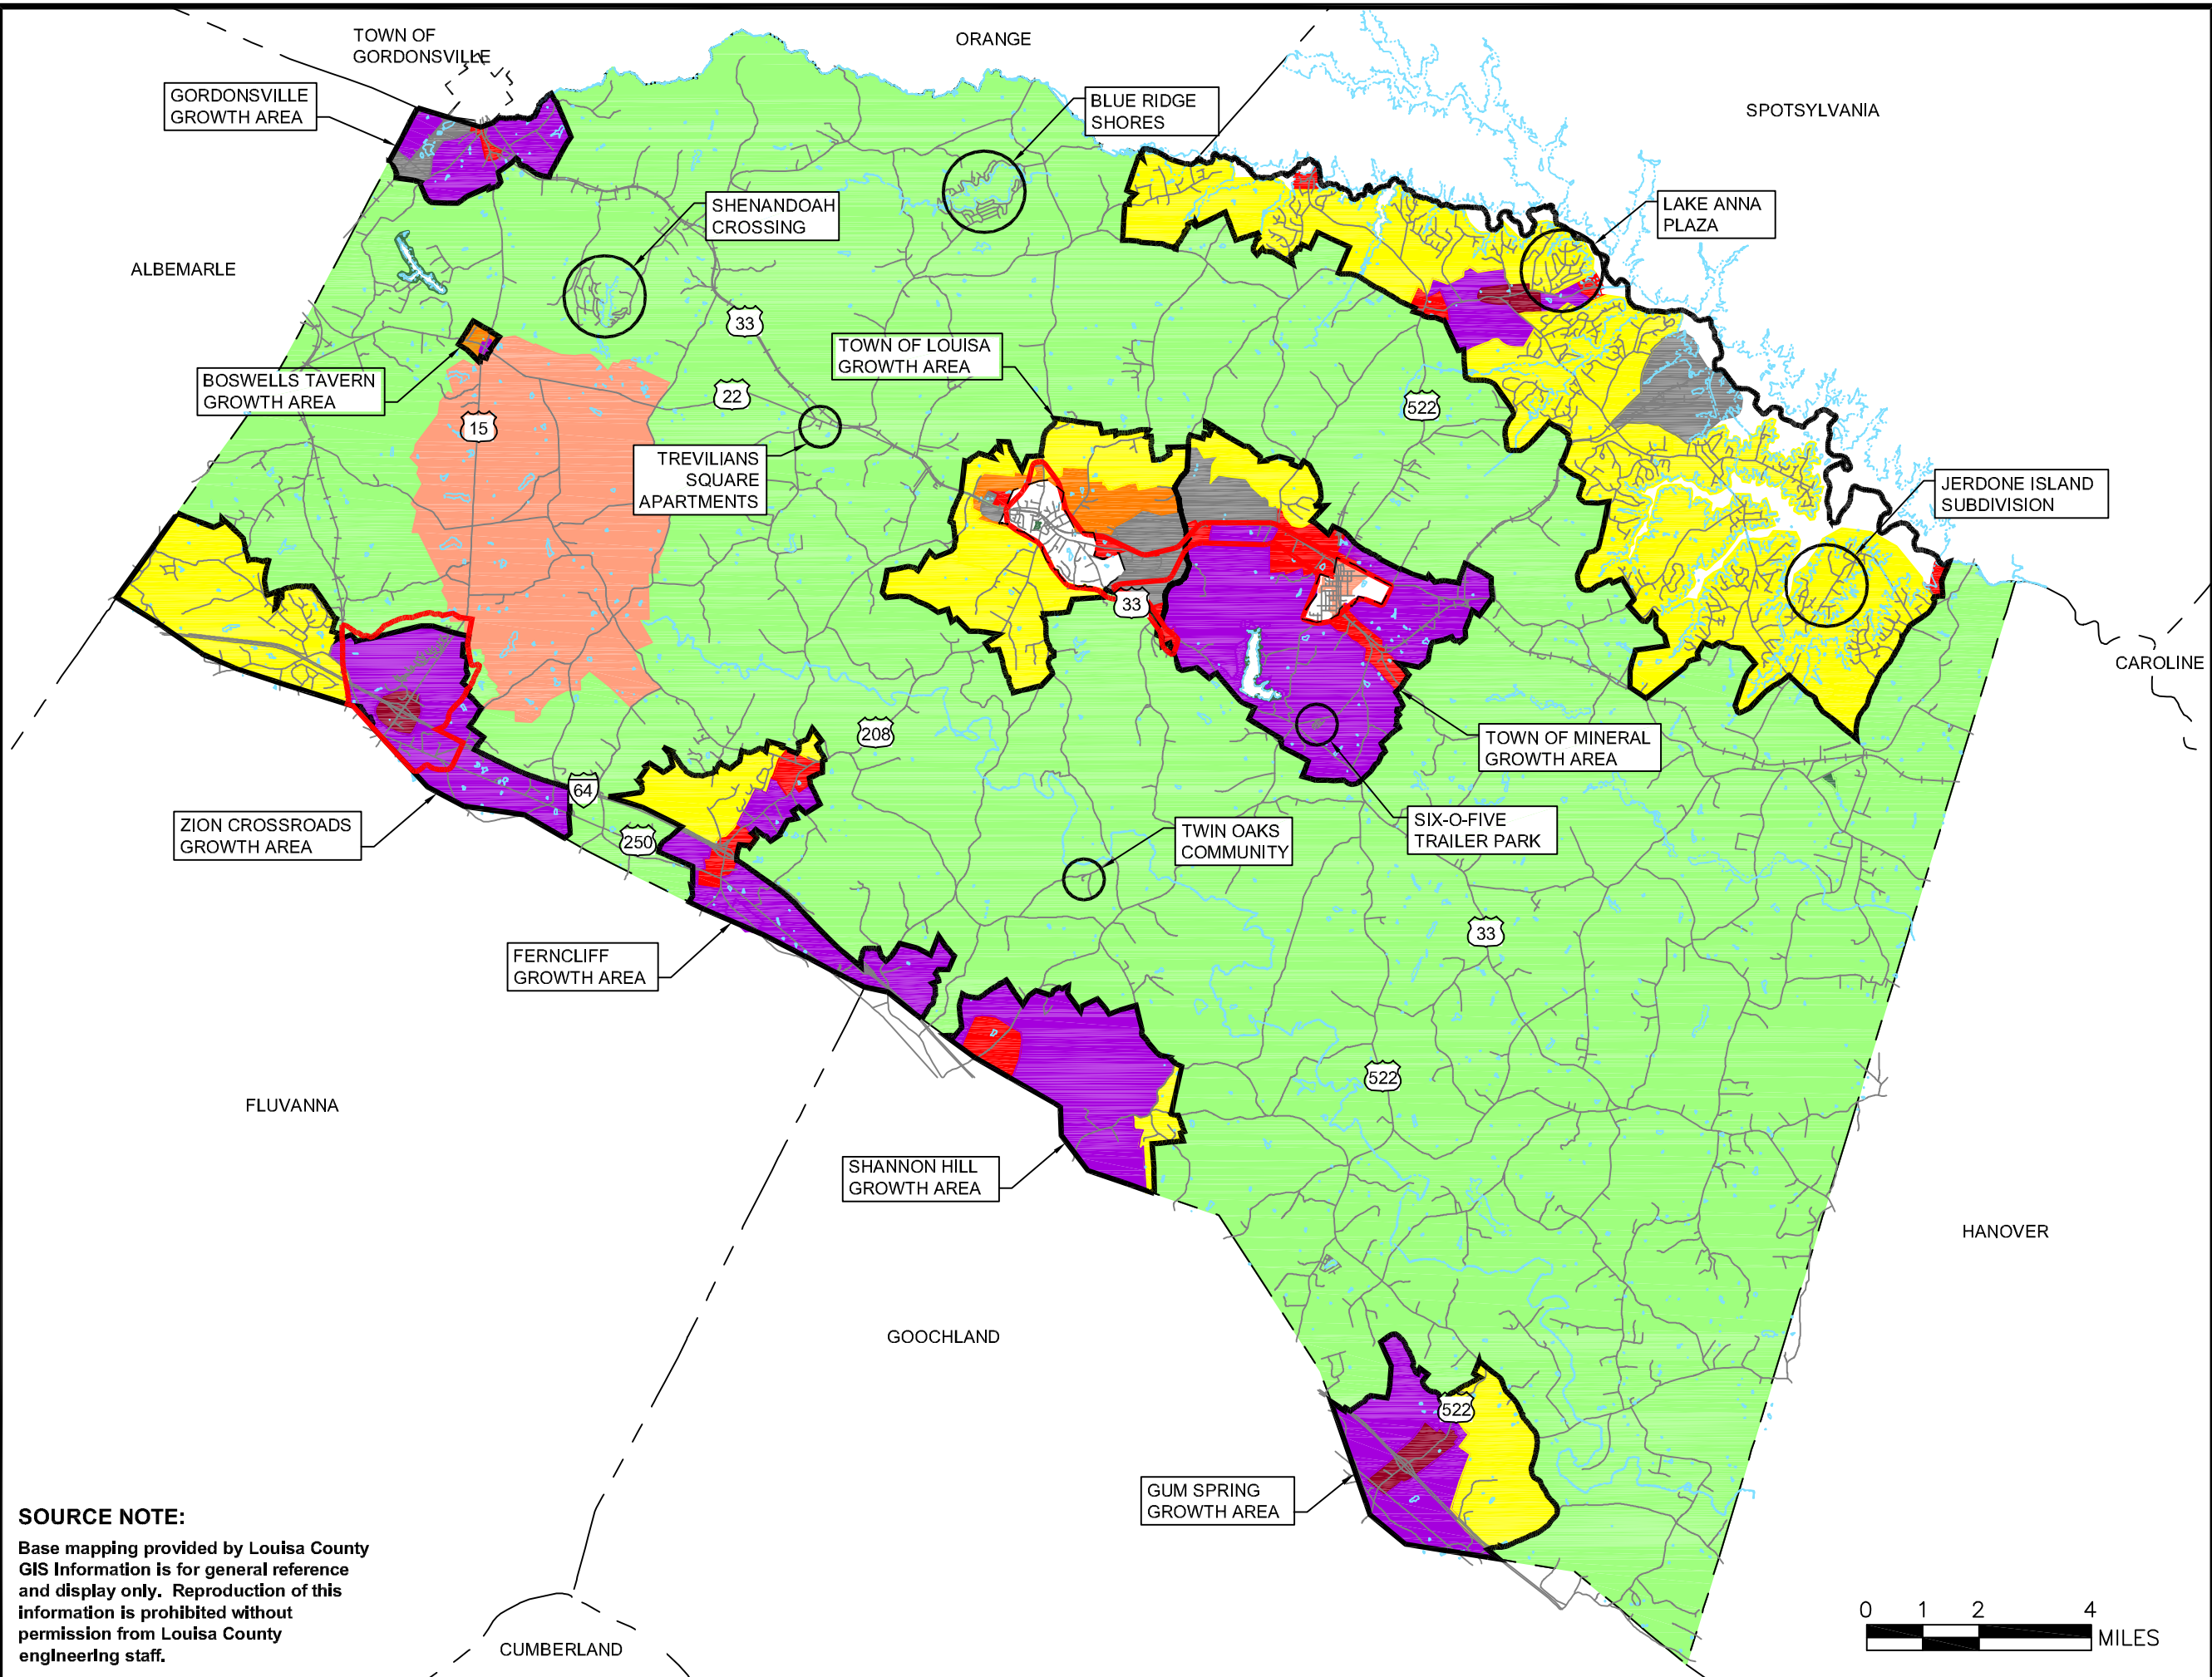 TOWN OF
GORDONSVILLE
ORANGE
SPOTSYLVANIA
GORDONSVILLE
GROWTH AREA
BLUE RIDGE
SHORES
SHENANDOAH
CROSSING
LAKE ANNA
PLAZA
ALBEMARLE
33
TOWN OF LOUISA
GROWTH AREA
BOSWELLS TAVERN
GROWTH AREA
22
522
15
TREVILIANS
SQUARE
APARTMENTS
JERDONE ISLAND
SUBDIVISION
33
CAROLINE
208
TOWN OF MINERAL
GROWTH AREA
64
ZION CROSSROADS
GROWTH AREA
250
TWIN OAKS
COMMUNITY
SIX-O-FIVE
TRAILER PARK
33
FERNCLIFF
GROWTH AREA
522
FLUVANNA
SHANNON HILL
GROWTH AREA
HANOVER
GOOCHLAND
522
GUM SPRING
GROWTH AREA
SOURCE NOTE:
Base mapping provided by Louisa County
GIS Information is for general reference
and display only. Reproduction of this
information is prohibited without
permission from Louisa County
engineering staff.
CUMBERLAND
0 1 2 4
MILES